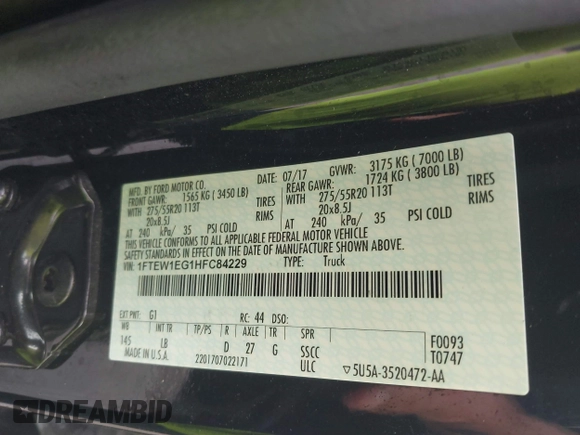 MFD. BY FORD MOTOR CO.
DATE: 07/17 GVWR: 3175 KG ( 7000 LB)
FRONT GAWR: 1565 KG ( 3450 LB) REAR GAWR: 1724 KG ( 3800 LB)
WITH 275/55R20 113T TIRES WITH 275/55R20 113T TIRES
20x8.5J RIMS 20x8.5J RIMS
AT 240 kPa/ 35 PSI COLD AT 240 kPa/ 35 PSI COLD
THIS VEHICLE CONFORMS TO ALL APPLICABLE FEDERAL MOTOR VEHICLE
SAFETY STANDARDS IN EFFECT ON THE DATE OF MANUFACTURE SHOWN ABOVE.
VIN: 1FTEW1EG1HFC84229 TYPE: Truck
EXT PNT: G1 RC: 44 DSO:
WB INT TR TP/PS R AXLE TR SPR
145 LB D 27 G SSCC F0093
MADE IN U.S.A. 2201707022171 ULC T0747
▽5U5A-3520472-AA
DREAMBID